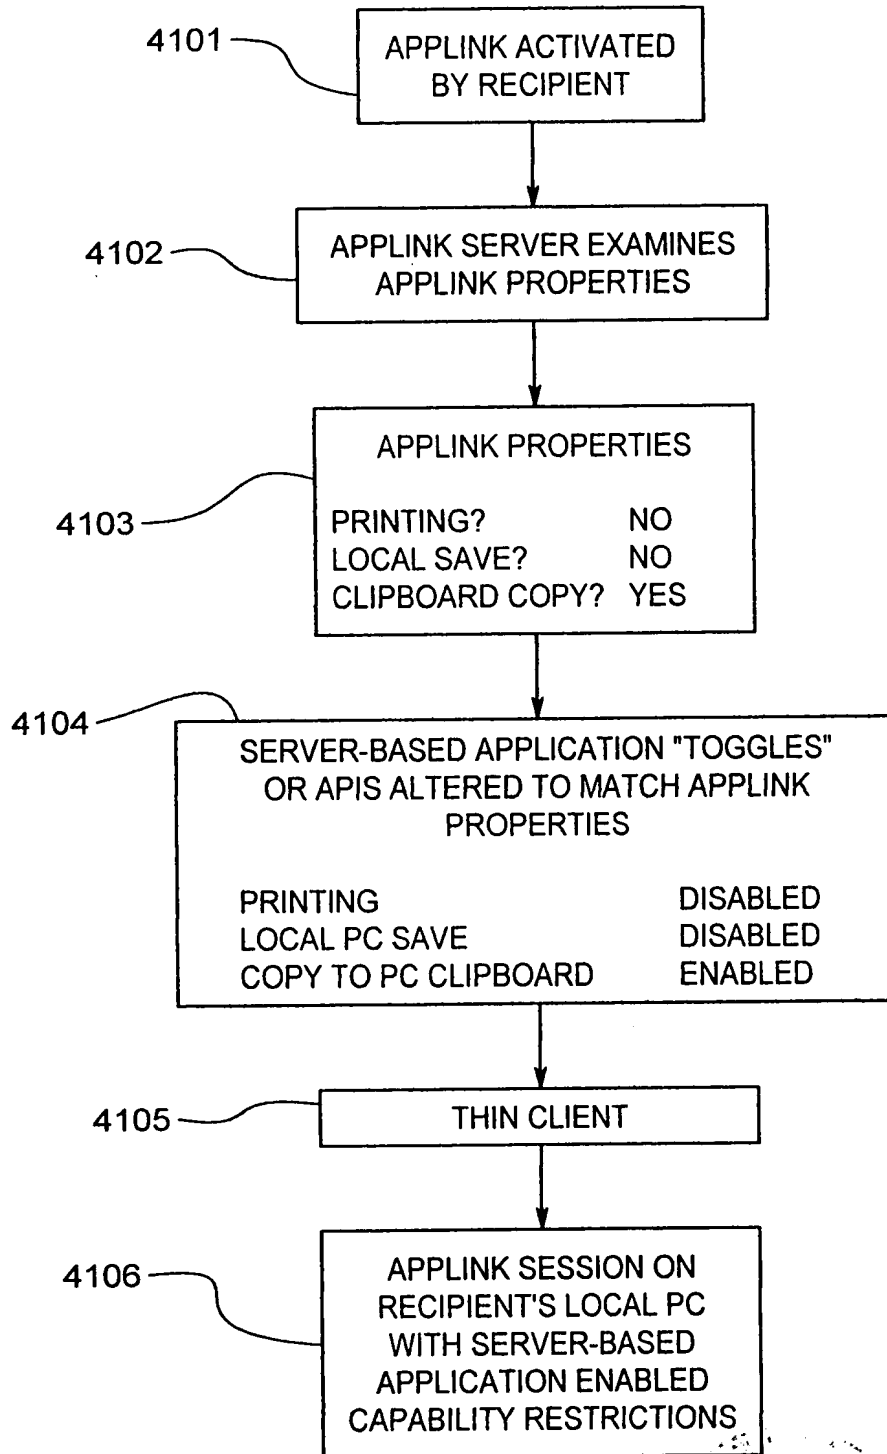 4101
APPLINK ACTIVATED
BY RECIPIENT
4102
APPLINK SERVER EXAMINES
APPLINK PROPERTIES
4103
APPLINK PROPERTIES
PRINTING? NO
LOCAL SAVE? NO
CLIPBOARD COPY? YES
4104
SERVER-BASED APPLICATION "TOGGLES"
OR APIS ALTERED TO MATCH APPLINK
PROPERTIES
PRINTING DISABLED
LOCAL PC SAVE DISABLED
COPY TO PC CLIPBOARD ENABLED
4105
THIN CLIENT
4106
APPLINK SESSION ON
RECIPIENT'S LOCAL PC
WITH SERVER-BASED
APPLICATION ENABLED
CAPABILITY RESTRICTIONS